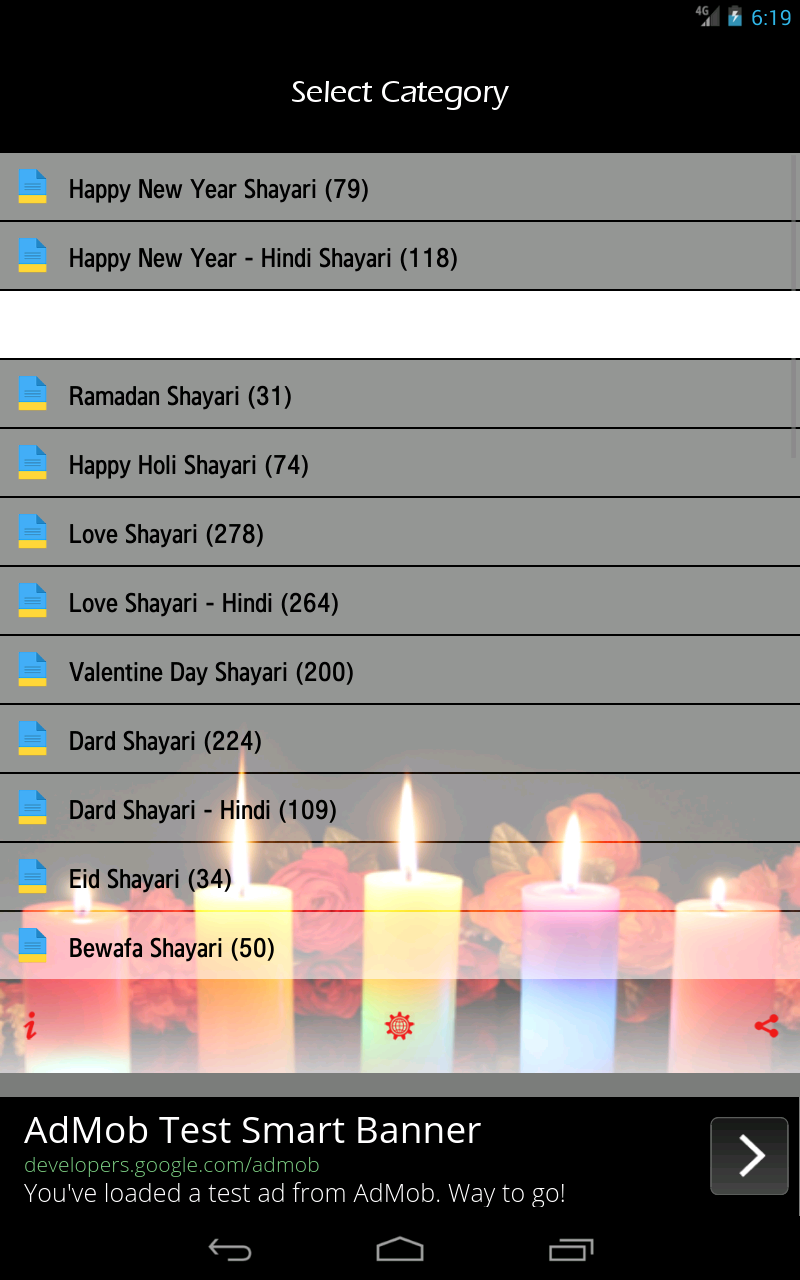 4G 6:19
Select Category
Happy New Year Shayari (79)
Happy New Year - Hindi Shayari (118)
Ramadan Shayari (31)
Happy Holi Shayari (74)
Love Shayari (278)
Love Shayari - Hindi (264)
Valentine Day Shayari (200)
Dard Shayari (224)
Dard Shayari - Hindi (109)
Eid Shayari (34)
Bewafa Shayari (50)
i
AdMob Test Smart Banner
developers.google.com/admob
You've loaded a test ad from AdMob. Way to go!